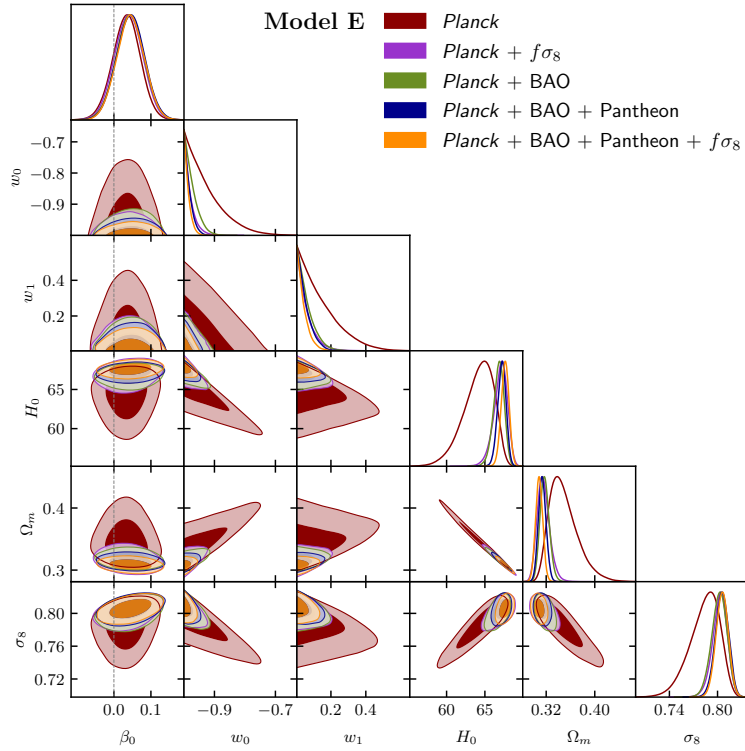 Model E
Planck
Planck + fσ₈
Planck + BAO
Planck + BAO + Pantheon
Planck + BAO + Pantheon + fσ₈
w₀
−0.7
−0.8
−0.9
w₁
0.4
0.2
H₀
65
60
Ωₘ
0.4
0.3
σ₈
0.80
0.76
0.72
0.0 0.1 −0.9 −0.7 0.2 0.4 60 65 0.32 0.40 0.74 0.80
β₀ w₀ w₁ H₀ Ωₘ σ₈